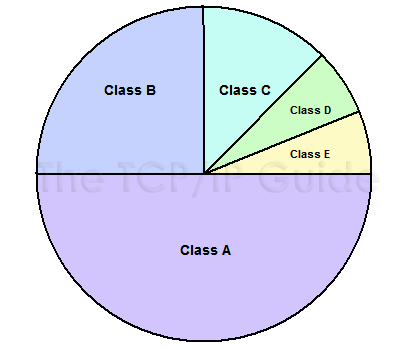 Class B
Class C
Class D
Class E
The TCP/IP Guide
Class A